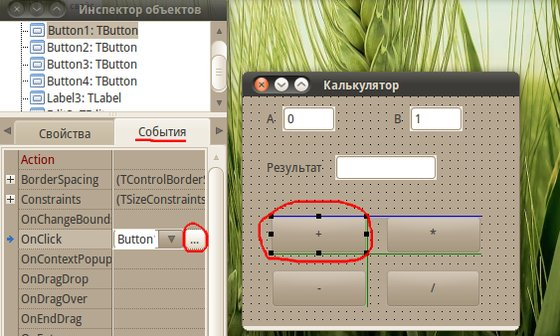 Инспектор объектов
Button1: TButton
Button2: TButton
Button3: TButton
Button4: TButton
Label3: TLabel
Свойства
События
Action
BorderSpacing (TControlBorderS
Constraints (TSizeConstraints
OnChangeBound
OnClick Button ...
OnContextPopup
OnDragDrop
OnDragOver
OnEndDrag
Калькулятор
A 0 B 1
Результат
+ *
- /